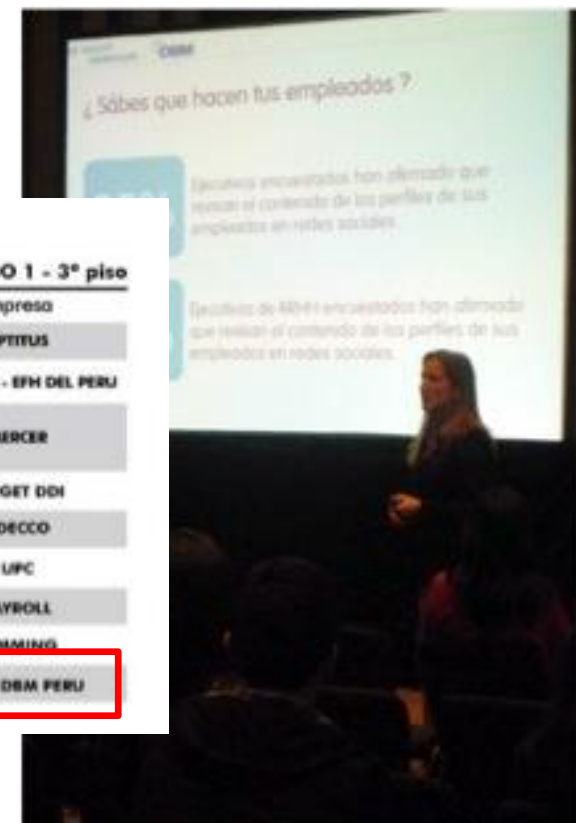 ¿ Sábes que hacen tus empleados ?
Ejecutivos encuestados han afirmado que
revisan el contenido de los perfiles de sus
empleados en redes sociales.
Ejecutivos de RRHH encuestados han afirmado
que revisan el contenido de los perfiles de sus
empleados en redes sociales.
O 1 - 3° piso
presa
PTITUS
- EFH DEL PERU
ERCER
GET DDI
DECCO
UPC
AYROLL
MMING
DBM PERU